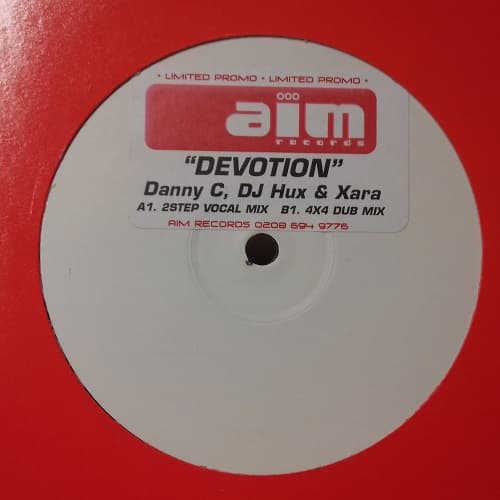 • LIMITED PROMO • LIMITED PROMO •
aïm
records
"DEVOTION"
Danny C, DJ Hux & Xara
A1. 2STEP VOCAL MIX B1. 4X4 DUB MIX
AIM RECORDS 0208 694 9776